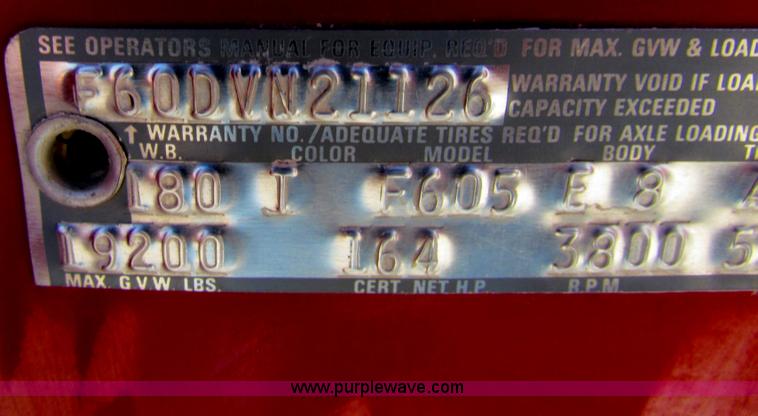 SEE OPERATORS MANUAL FOR EQUIP. REQ'D FOR MAX. GVW & LOAD
F60DVN21126
WARRANTY VOID IF LOA
CAPACITY EXCEEDED
↑ WARRANTY NO./ADEQUATE TIRES REQ'D FOR AXLE LOADING
W.B. COLOR MODEL BODY T
180 I F605 E 8 A
19200 164 3800 5
MAX. G V W. LBS. CERT. NET H.P. R.P.M
www.purplewave.com